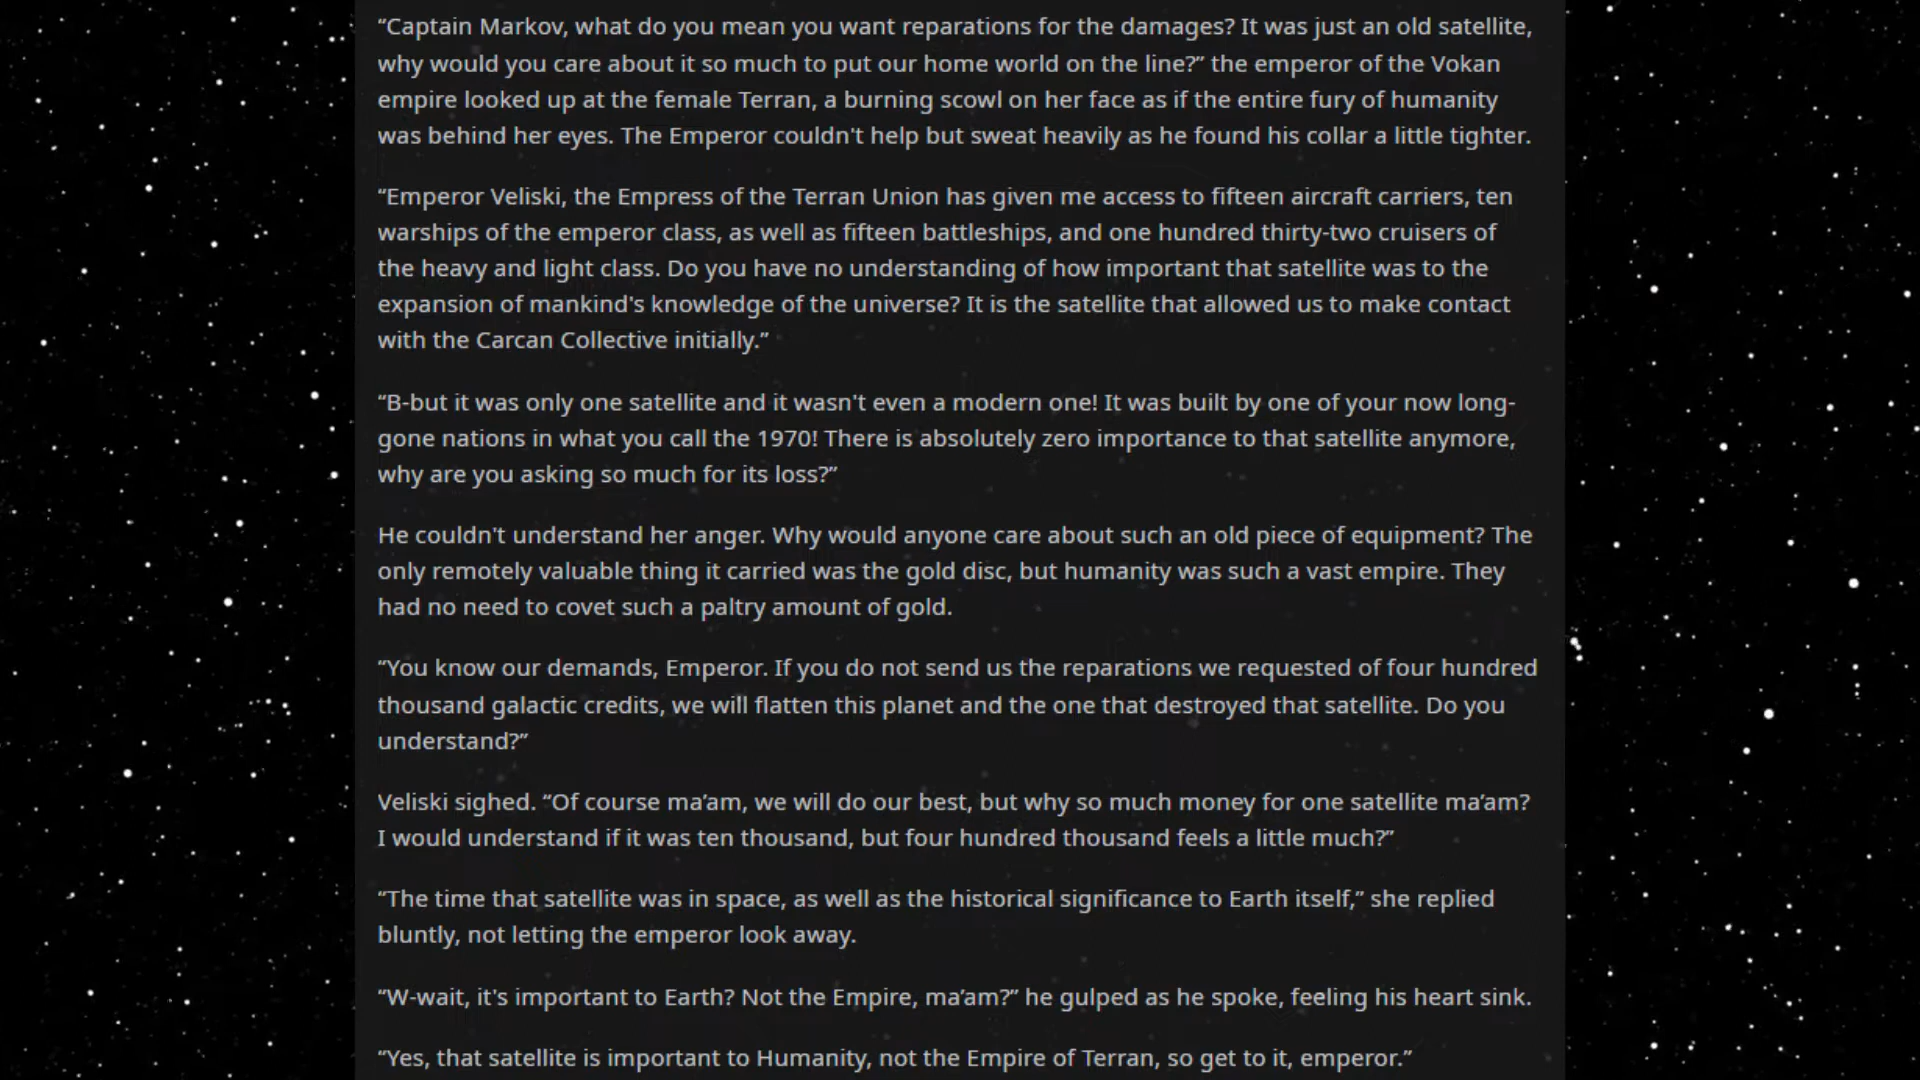 “Captain Markov, what do you mean you want reparations for the damages? It was just an old satellite,
why would you care about it so much to put our home world on the line?” the emperor of the Vokan
empire looked up at the female Terran, a burning scowl on her face as if the entire fury of humanity
was behind her eyes. The Emperor couldn't help but sweat heavily as he found his collar a little tighter.
“Emperor Veliski, the Empress of the Terran Union has given me access to fifteen aircraft carriers, ten
warships of the emperor class, as well as fifteen battleships, and one hundred thirty-two cruisers of
the heavy and light class. Do you have no understanding of how important that satellite was to the
expansion of mankind's knowledge of the universe? It is the satellite that allowed us to make contact
with the Carcan Collective initially.”
“B-but it was only one satellite and it wasn't even a modern one! It was built by one of your now long-
gone nations in what you call the 1970! There is absolutely zero importance to that satellite anymore,
why are you asking so much for its loss?”
He couldn't understand her anger. Why would anyone care about such an old piece of equipment? The
only remotely valuable thing it carried was the gold disc, but humanity was such a vast empire. They
had no need to covet such a paltry amount of gold.
“You know our demands, Emperor. If you do not send us the reparations we requested of four hundred
thousand galactic credits, we will flatten this planet and the one that destroyed that satellite. Do you
understand?”
Veliski sighed. “Of course ma’am, we will do our best, but why so much money for one satellite ma’am?
I would understand if it was ten thousand, but four hundred thousand feels a little much?”
“The time that satellite was in space, as well as the historical significance to Earth itself,” she replied
bluntly, not letting the emperor look away.
“W-wait, it's important to Earth? Not the Empire, ma’am?” he gulped as he spoke, feeling his heart sink.
“Yes, that satellite is important to Humanity, not the Empire of Terran, so get to it, emperor.”